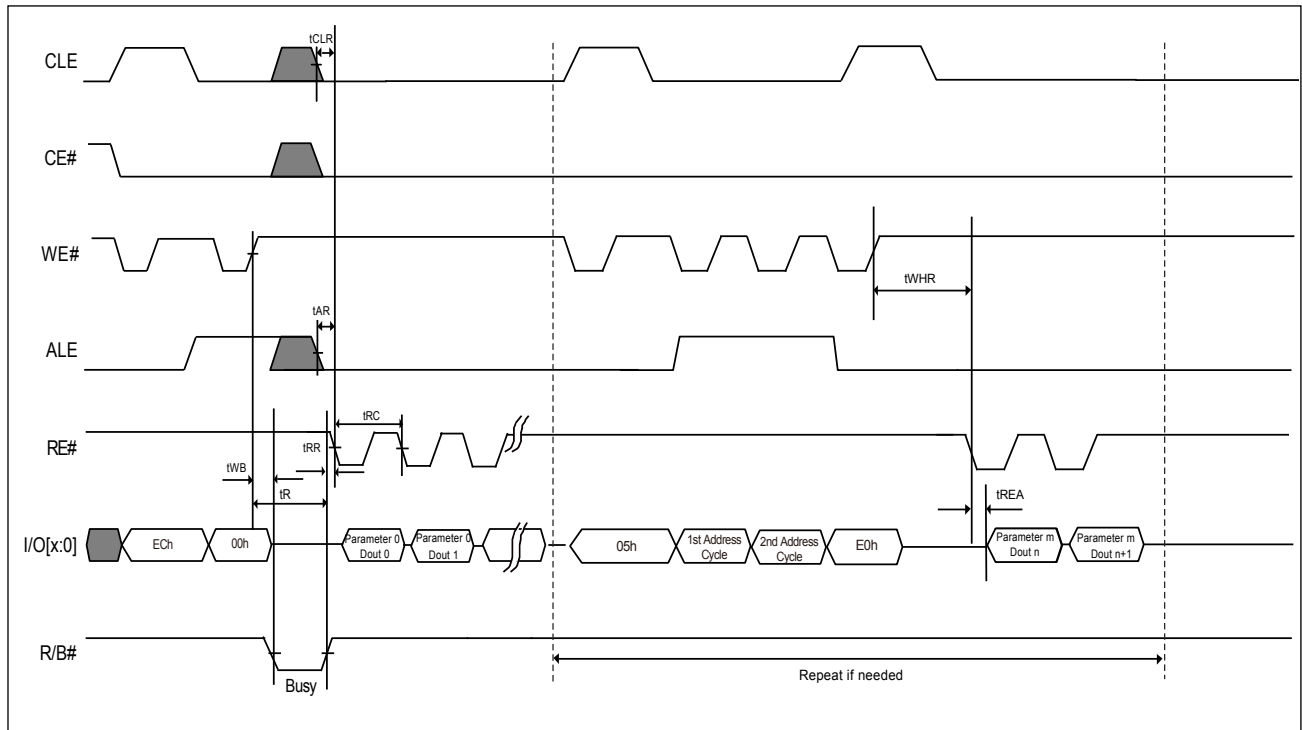 tCLR
CLE
CE#
WE#
tWHR
tAR
ALE
tRC
RE#
tRR
tWB
tR
tREA
I/O[x:0]
ECh
00h
Parameter 0
Dout 0
Parameter 0
Dout 1
05h
1st Address
Cycle
2nd Address
Cycle
E0h
Parameter m
Dout n
Parameter m
Dout n+1
R/B#
Busy
Repeat if needed